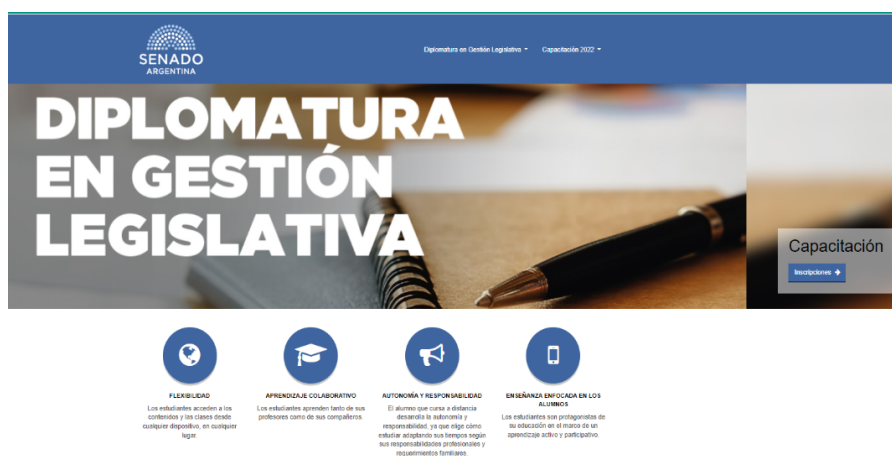 SENADO
ARGENTINA
Diplomatura en Gestión Legislativa
Capacitación 2022
DIPLOMATURA
EN GESTIÓN
LEGISLATIVA
Capacitación
Inscripciones
FLEXIBILIDAD
Los estudiantes acceden a los
contenidos y las clases desde
cualquier dispositivo, en cualquier
lugar.
APRENDIZAJE COLABORATIVO
Los estudiantes aprenden tanto de sus
profesores como de sus compañeros.
AUTONOMÍA Y RESPONSABILIDAD
El alumno que cursa a distancia
desarrolla la autonomía y
responsabilidad, ya que elige cómo
estudiar adaptando sus tiempos según
sus responsabilidades profesionales y
requerimientos familiares.
ENSEÑANZA ENFOCADA EN LOS
ALUMNOS
Los estudiantes son protagonistas de
su educación en el marco de un
aprendizaje activo y participativo.